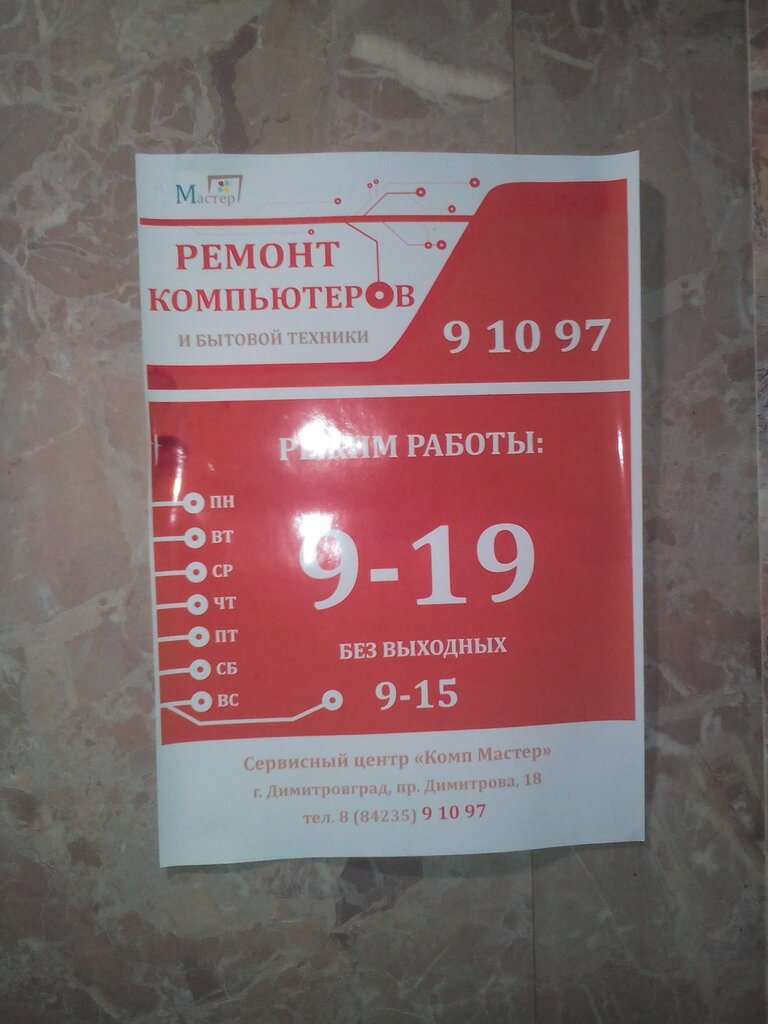 Мастер
РЕМОНТ
КОМПЬЮТЕРОВ
И БЫТОВОЙ ТЕХНИКИ
9 10 97
РЕЖИМ РАБОТЫ:
ПН
ВТ
СР
ЧТ
ПТ
СБ
ВС
9-19
БЕЗ ВЫХОДНЫХ
9-15
Сервисный центр «Комп Мастер»
г. Димитровград, пр. Димитрова, 18
тел. 8 (84235) 9 10 97